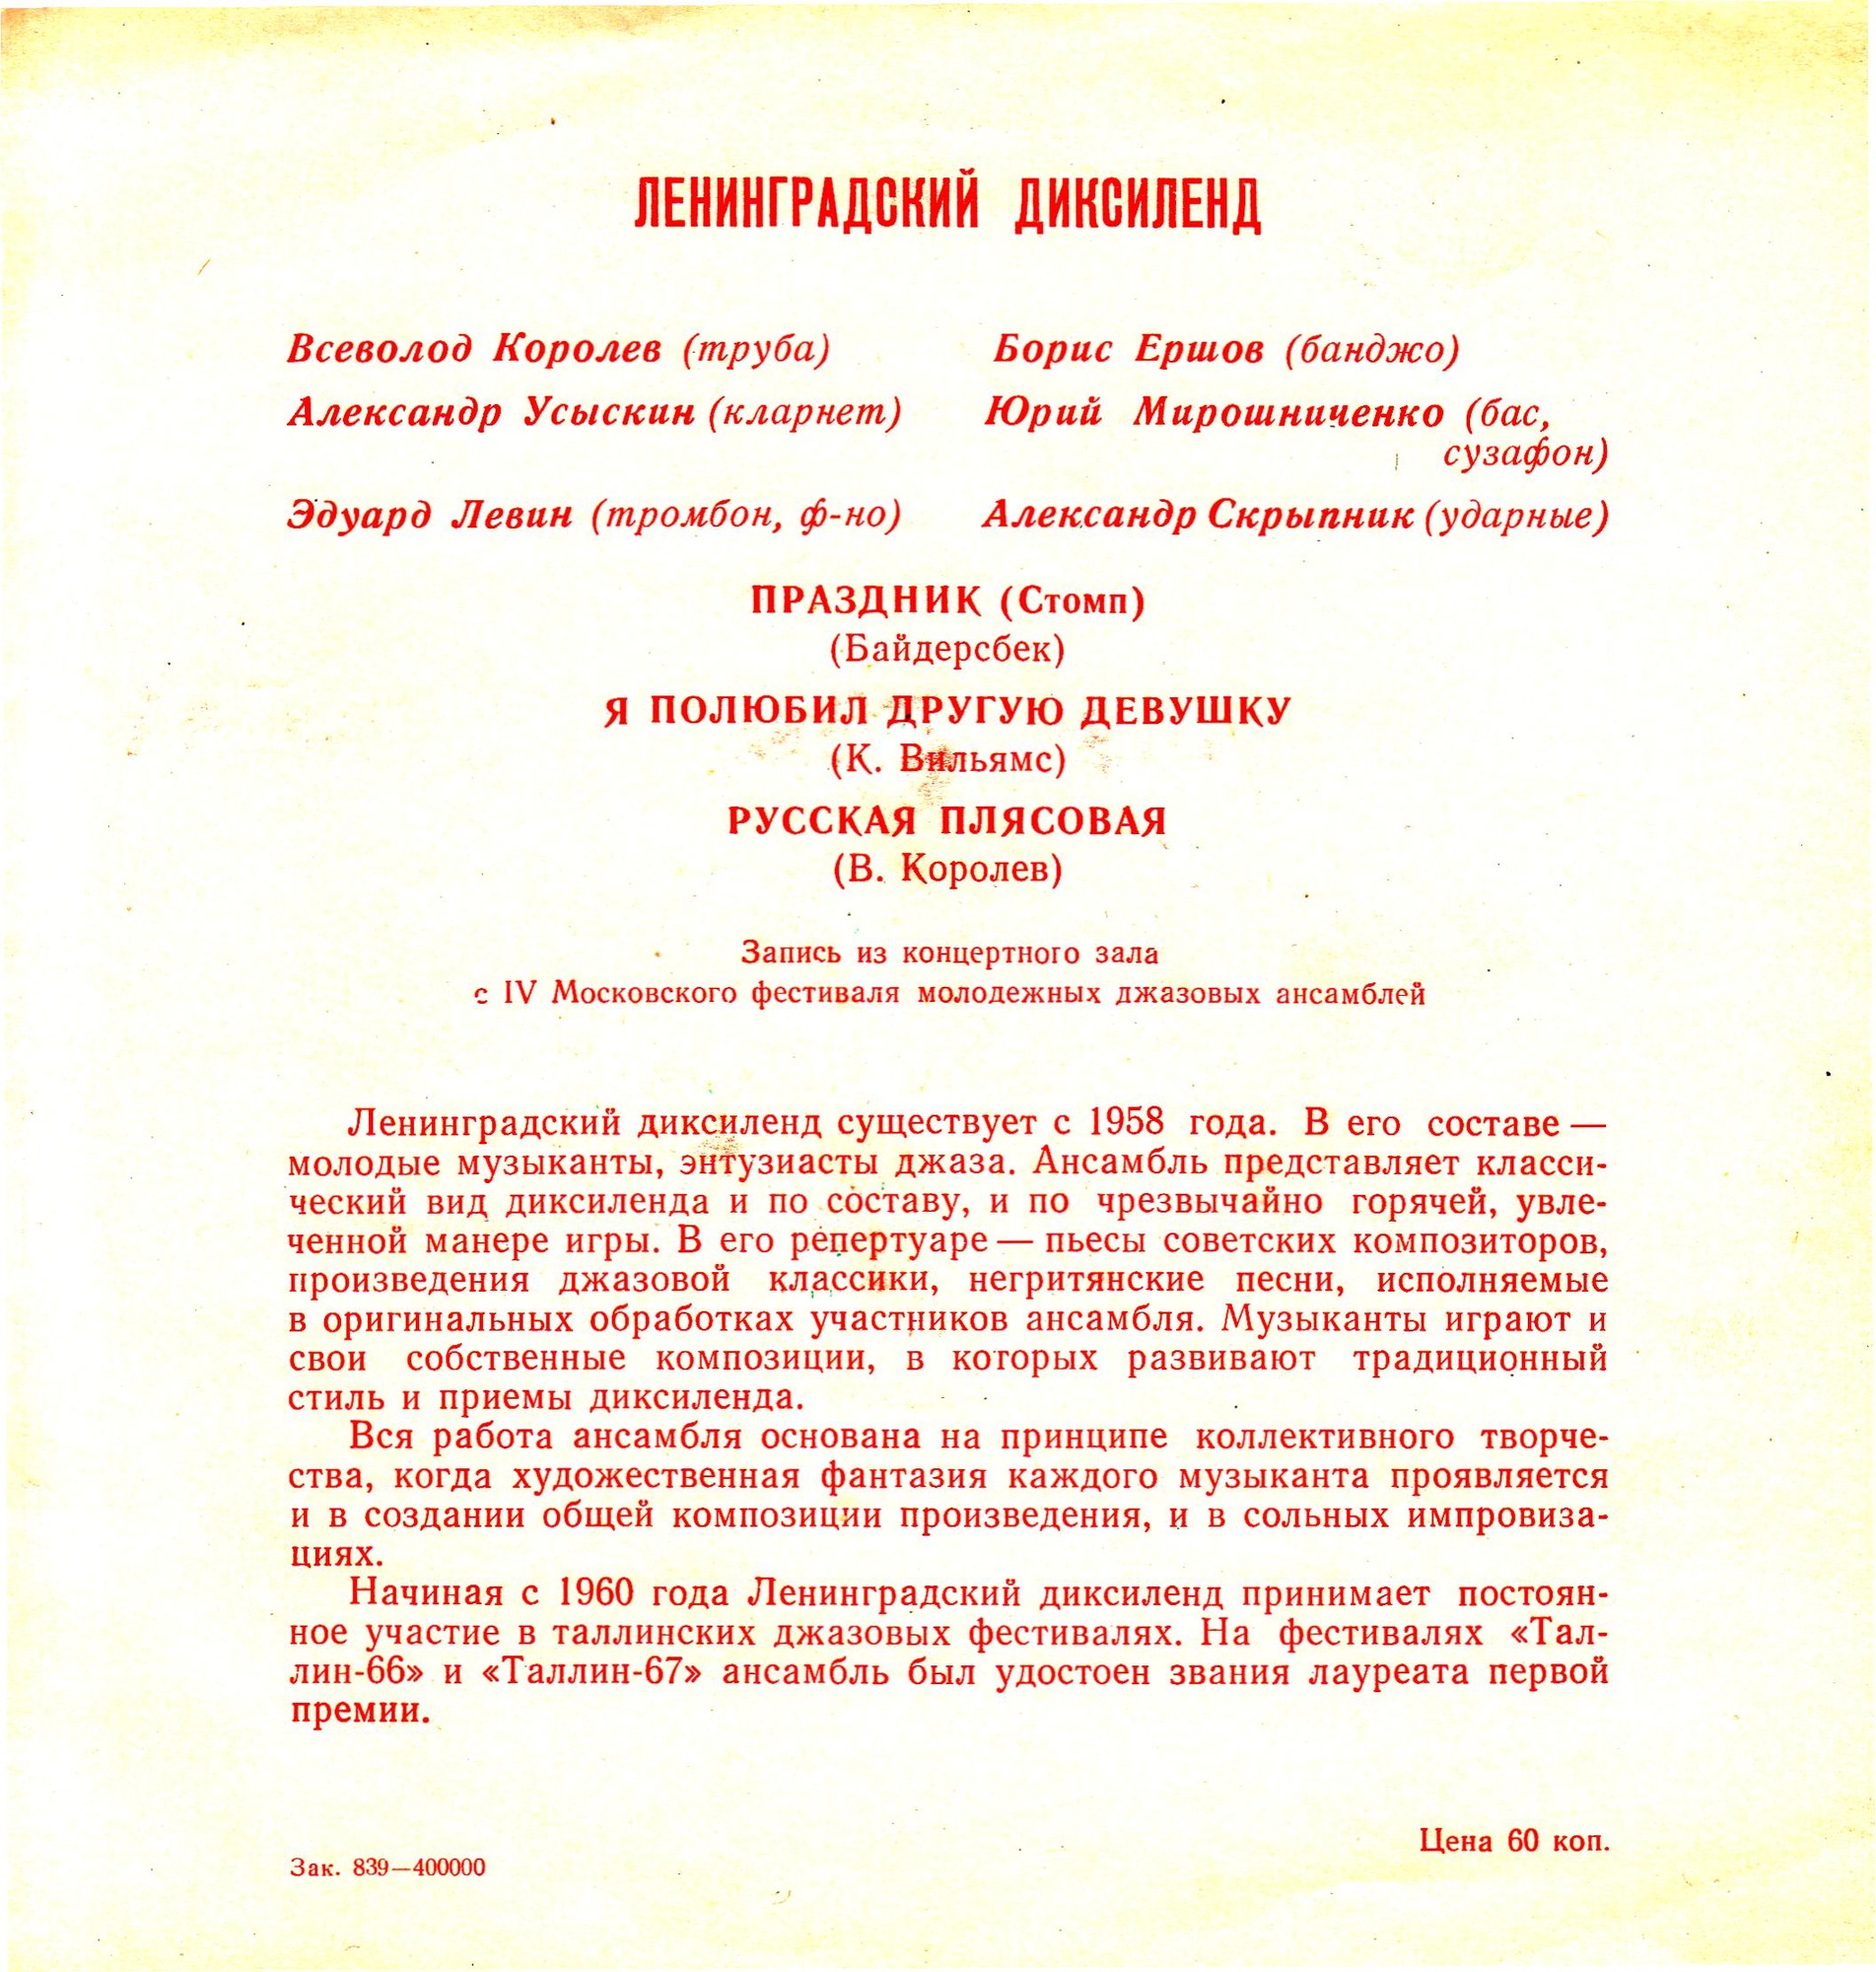 ЛЕНИНГРАДСКИЙ ДИКСИЛЕНД
Всеволод Королев (труба) Борис Ершов (банджо)
Александр Усыскин (кларнет) Юрий Мирошниченко (бас,
сузафон)
Эдуард Левин (тромбон, ф-но) Александр Скрыпник (ударные)
ПРАЗДНИК (Стомп)
(Байдерсбек)
Я ПОЛЮБИЛ ДРУГУЮ ДЕВУШКУ
(К. Вильямс)
РУССКАЯ ПЛЯСОВАЯ
(В. Королев)
Запись из концертного зала
с IV Московского фестиваля молодежных джазовых ансамблей
Ленинградский диксиленд существует с 1958 года. В его составе —
молодые музыканты, энтузиасты джаза. Ансамбль представляет класси-
ческий вид диксиленда и по составу, и по чрезвычайно горячей, увле-
ченной манере игры. В его репертуаре — пьесы советских композиторов,
произведения джазовой классики, негритянские песни, исполняемые
в оригинальных обработках участников ансамбля. Музыканты играют и
свои собственные композиции, в которых развивают традиционный
стиль и приемы диксиленда.
Вся работа ансамбля основана на принципе коллективного творче-
ства, когда художественная фантазия каждого музыканта проявляется
и в создании общей композиции произведения, и в сольных импровиза-
циях.
Начиная с 1960 года Ленинградский диксиленд принимает постоян-
ное участие в таллинских джазовых фестивалях. На фестивалях «Тал-
лин-66» и «Таллин-67» ансамбль был удостоен звания лауреата первой
премии.
Цена 60 коп.
Зак. 839—400000